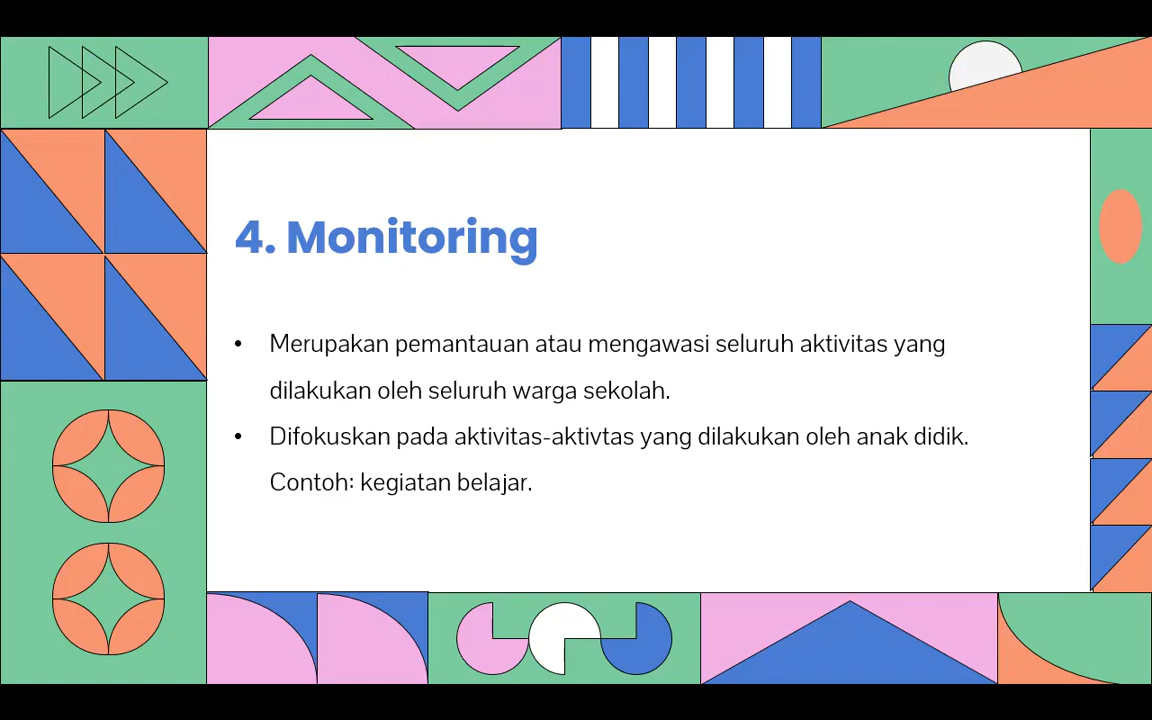 4. Monitoring
• Merupakan pemantauan atau mengawasi seluruh aktivitas yang
dilakukan oleh seluruh warga sekolah.
• Difokuskan pada aktivitas-aktivtas yang dilakukan oleh anak didik.
Contoh: kegiatan belajar.